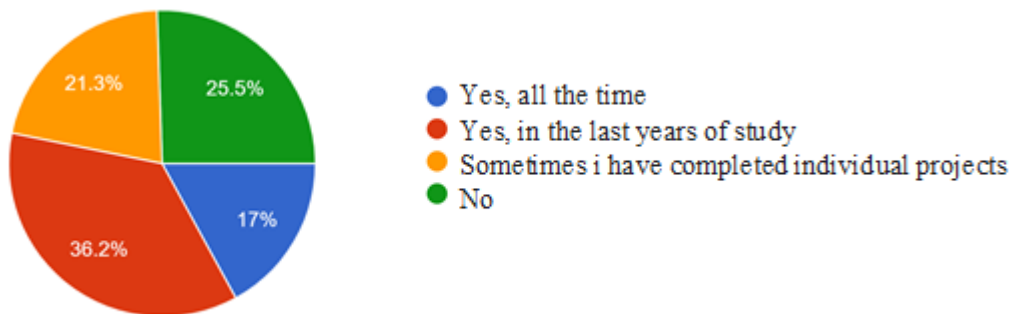 21.3%
25.5%
17%
36.2%
Yes, all the time
Yes, in the last years of study
Sometimes i have completed individual projects
No